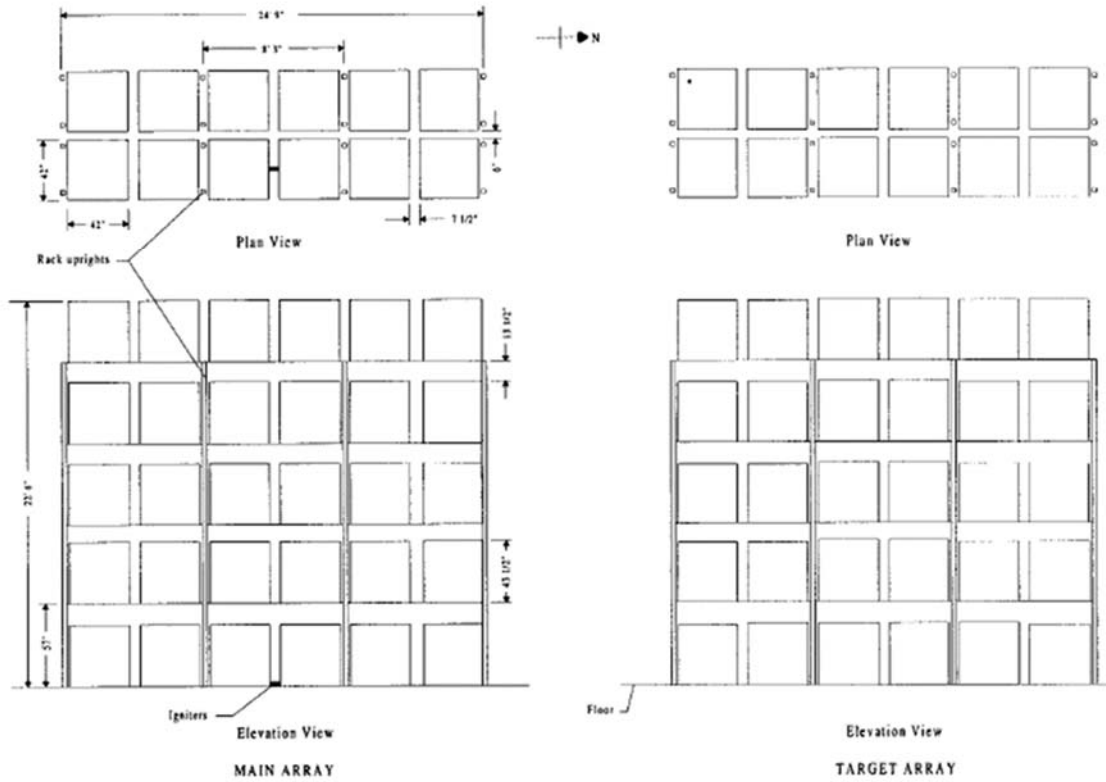 24' 9"
8' 3"
N
42"
6"
42"
7 1/2"
Plan View
Plan View
Rack uprights
13 1/2"
22' 6"
43 1/2"
57"
Igniters
Floor
Elevation View
Elevation View
MAIN ARRAY
TARGET ARRAY